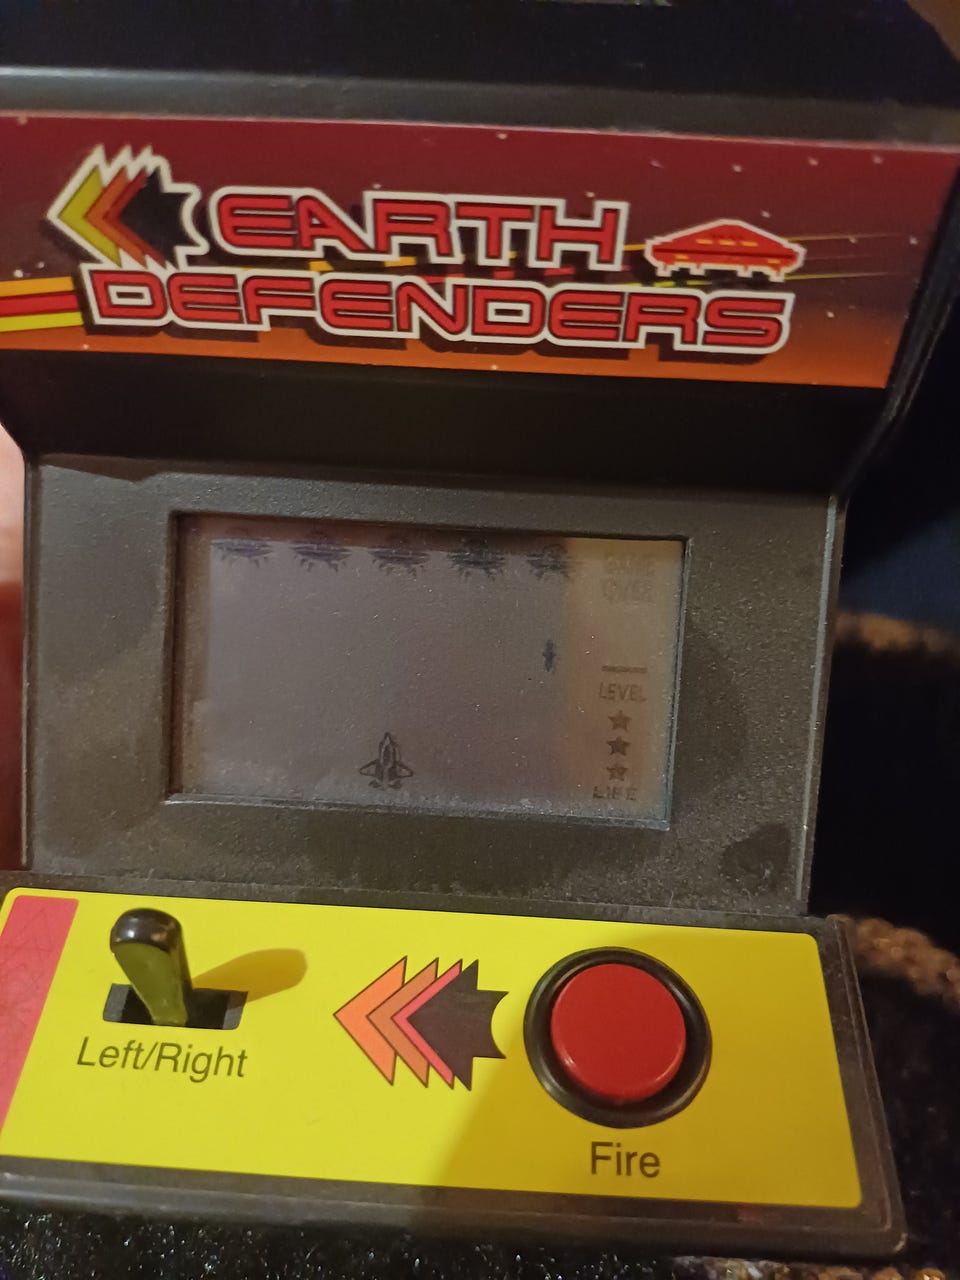 EARTH
DEFENDERS
GAME
OVER
LEVEL
LIFE
Left/Right
Fire